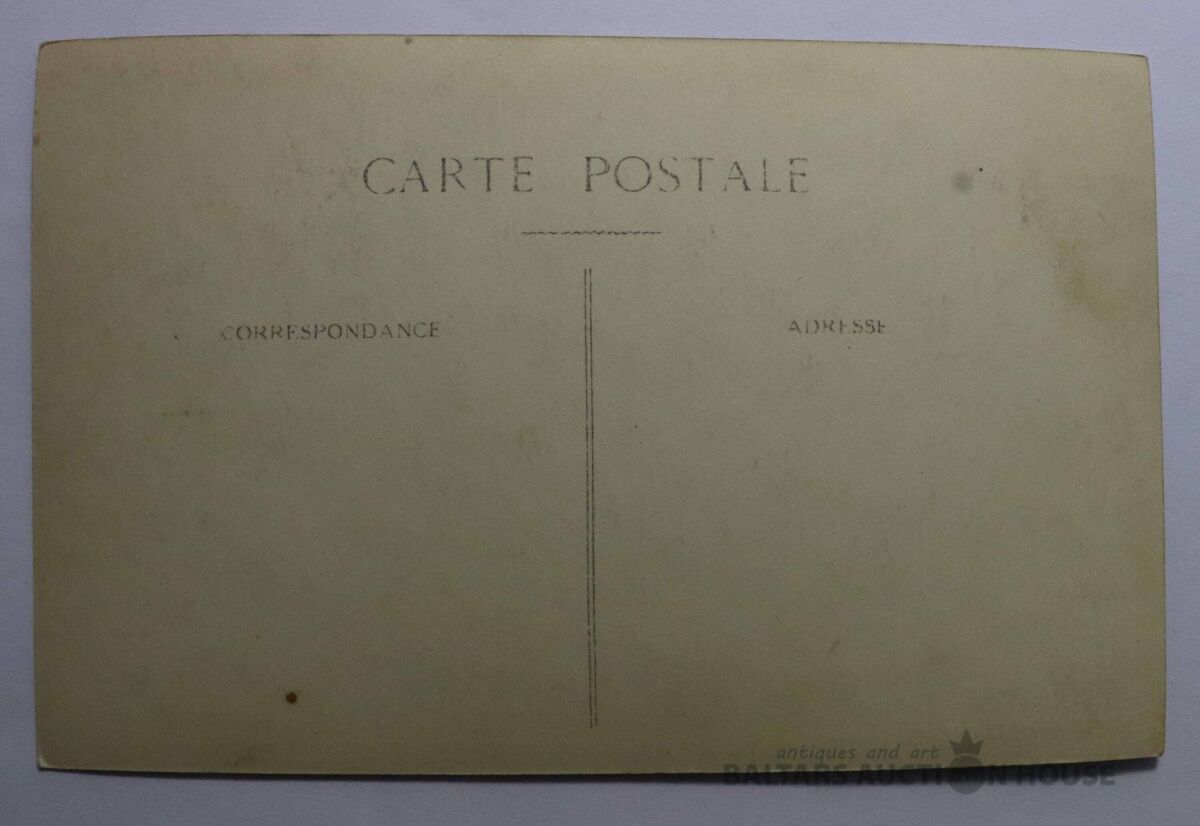 CARTE POSTALE
CORRESPONDANCE
ADRESSE
antiques and art
BALTARS AUCTION HOUSE